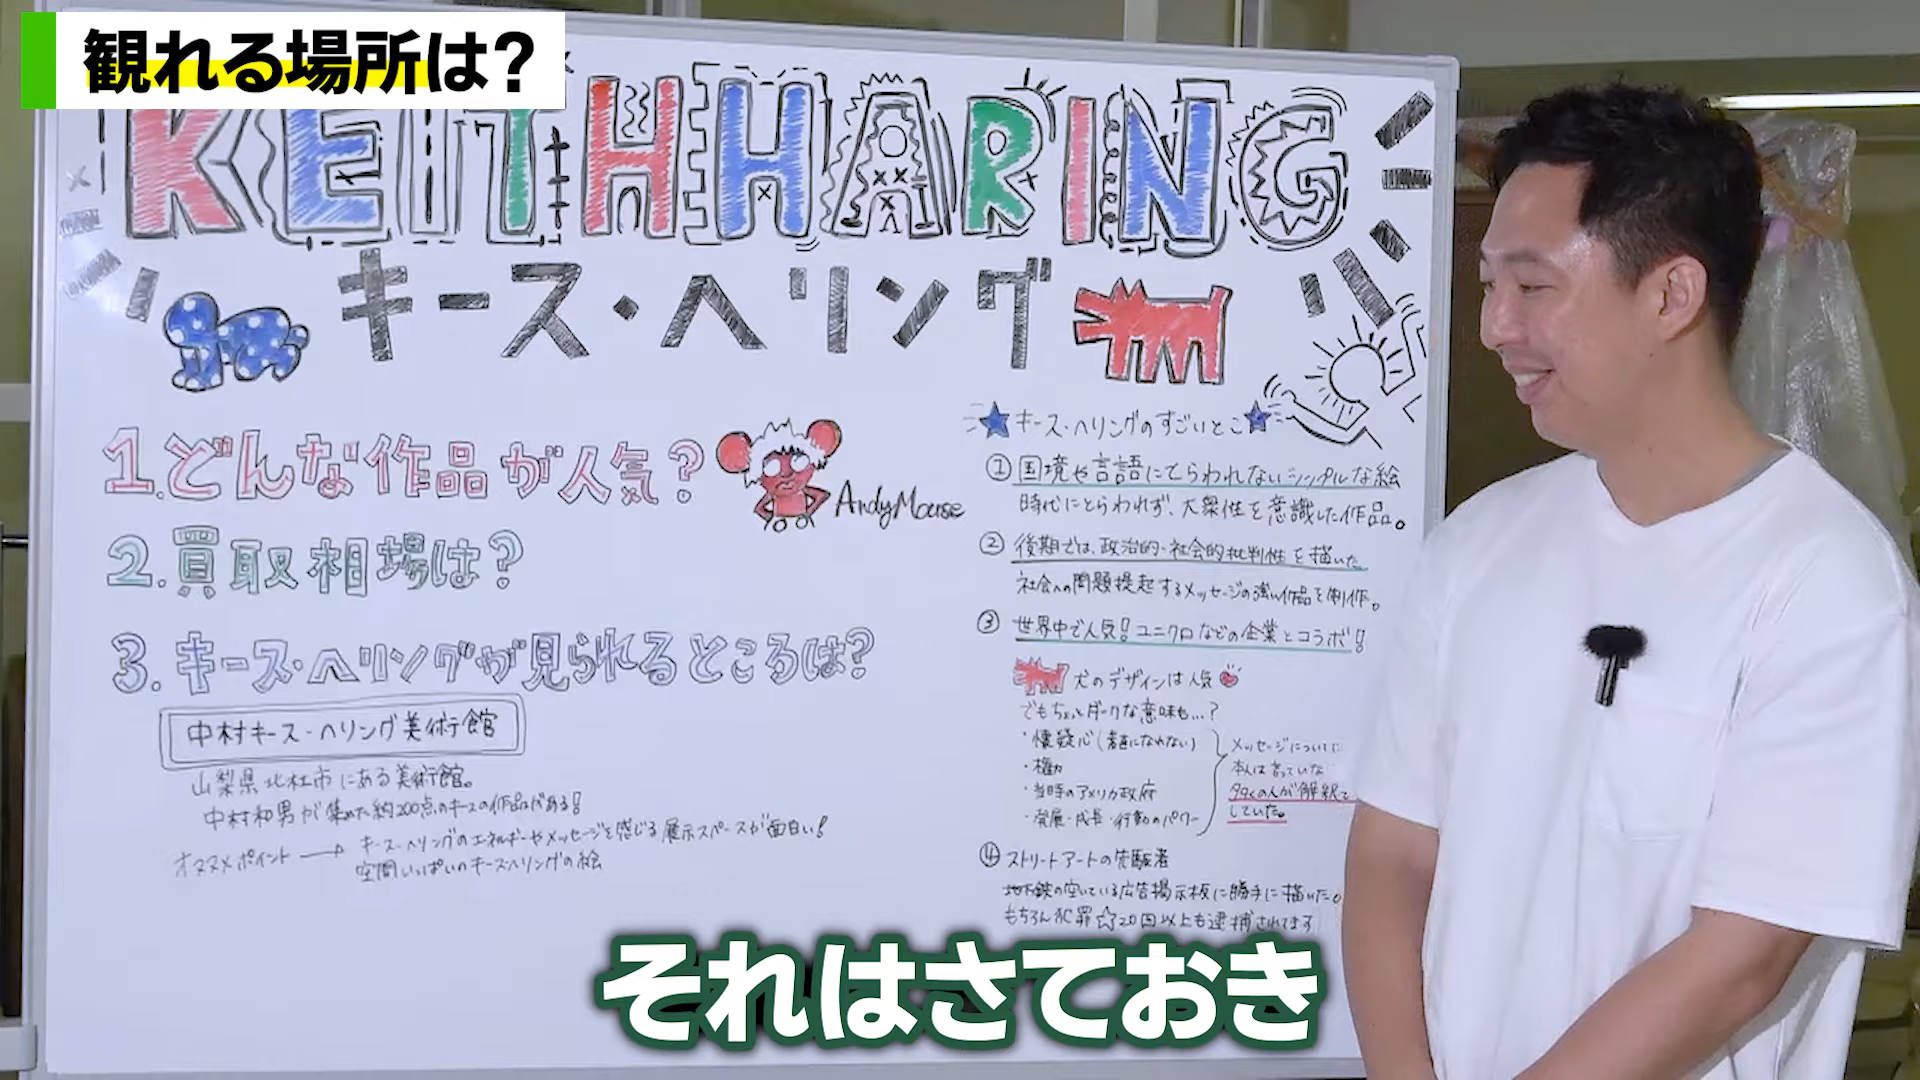 観れる場所は?
KEITH HARING
キース・ヘリング
1.どんな作品が人気?
AndyMouse
2.買取相場は?
3.キース・ヘリングが見られるところは?
中村キース・ヘリング美術館
山梨県北杜市にある美術館。
中村和男が集めた約200点のキースの作品がある!
オススメポイント→キース・ヘリングのエネルギーやメッセージを感じる展示スペースが面白い!
空間いっぱいのキースヘリングの絵
★キース・ヘリングのすごいとこ★
①国境や言語にとらわれないシンプルな絵
時代にとらわれず、大衆性を意識した作品。
②後期では、政治的・社会的批判性を描いた
社会への問題提起するメッセージの強い作品を制作。
③世界中で人気!ユニクロなどの企業とコラボ!
犬のデザインは人気
でもちょっとダークな意味も…?
・懐疑心(素直になれない)
・権力
・当時のアメリカ政府
・発展・成長・行動のパワー
メッセージについて
本人は言っていな
多くの人が解釈を
していた。
④ストリートアートの先駆者
地下鉄の空いている広告掲示板に勝手に描いた。
もちろん犯罪☆20回以上も逮捕されてます
それはさておき